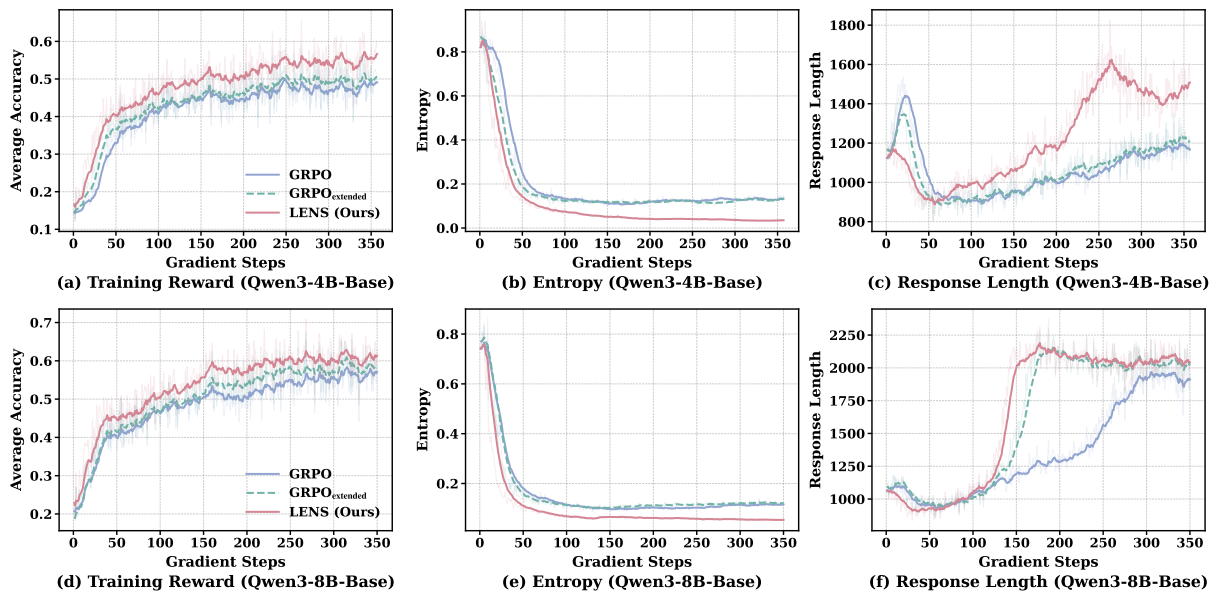 Average Accuracy
0.6
0.5
0.4
0.3
0.2
0.1
GRPO
GRPOextended
LENS (Ours)
0 50 100 150 200 250 300 350
Gradient Steps
(a) Training Reward (Qwen3-4B-Base)
Entropy
0.8
0.6
0.4
0.2
0.0
0 50 100 150 200 250 300 350
Gradient Steps
(b) Entropy (Qwen3-4B-Base)
Response Length
1800
1600
1400
1200
1000
800
0 50 100 150 200 250 300 350
Gradient Steps
(c) Response Length (Qwen3-4B-Base)
Average Accuracy
0.7
0.6
0.5
0.4
0.3
0.2
GRPO
GRPOextended
LENS (Ours)
0 50 100 150 200 250 300 350
Gradient Steps
(d) Training Reward (Qwen3-8B-Base)
Entropy
0.8
0.6
0.4
0.2
0 50 100 150 200 250 300 350
Gradient Steps
(e) Entropy (Qwen3-8B-Base)
Response Length
2250
2000
1750
1500
1250
1000
0 50 100 150 200 250 300 350
Gradient Steps
(f) Response Length (Qwen3-8B-Base)